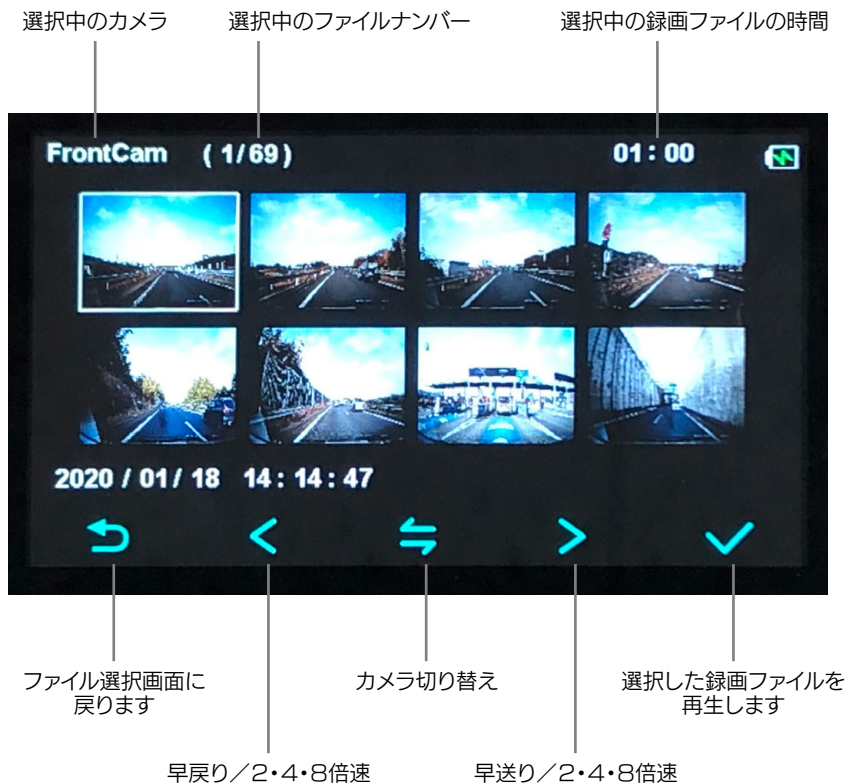 選択中のカメラ
選択中のファイルナンバー
選択中の録画ファイルの時間
FrontCam
( 1/69 )
01:00
2020 / 01/ 18 14:14:47
ファイル選択画面に
戻ります
カメラ切り替え
選択した録画ファイルを
再生します
早戻り／2・4・8倍速
早送り／2・4・8倍速